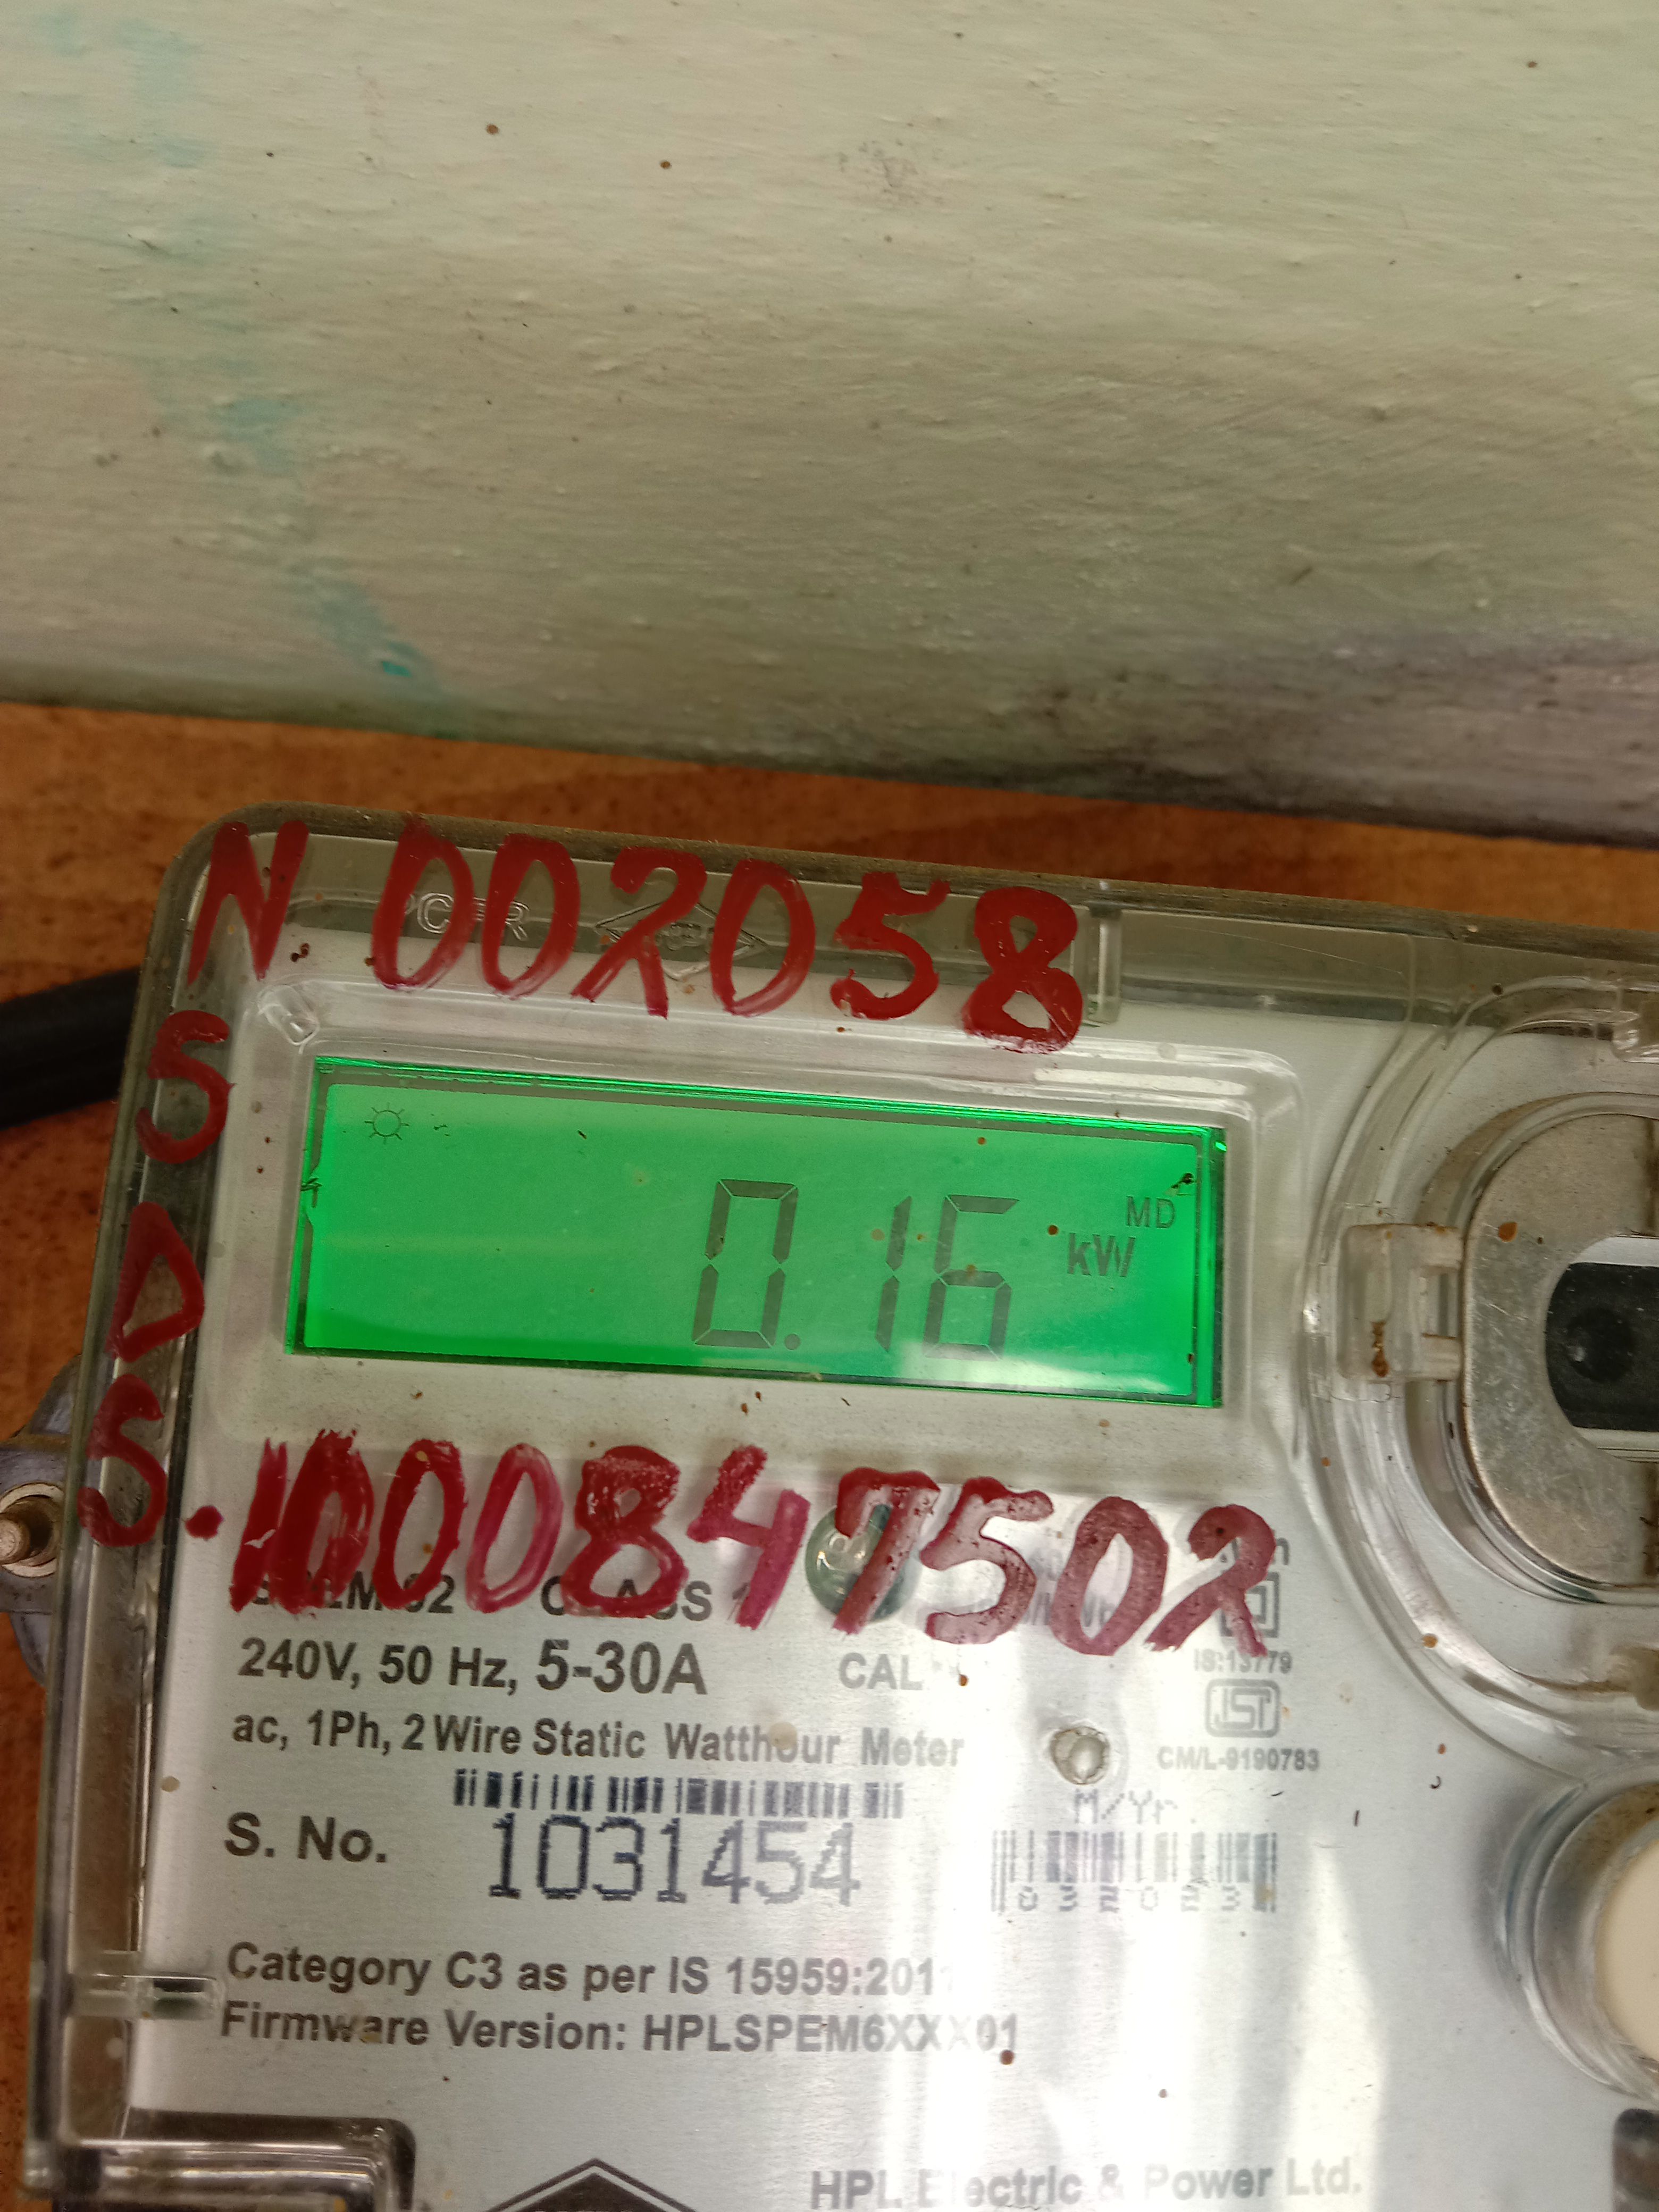 N. 002058
S
D
S.
0.16 MD kW
1000847502
240V, 50 Hz, 5-30A
CAL
IS:13779
ac, 1Ph, 2 Wire Static Watthour Meter
CM/L-9190783
M/Yr.
S. No. 1031454
032023
Category C3 as per IS 15959:201
Firmware Version: HPLSPEM6XXX01
HPL Electric & Power Ltd.